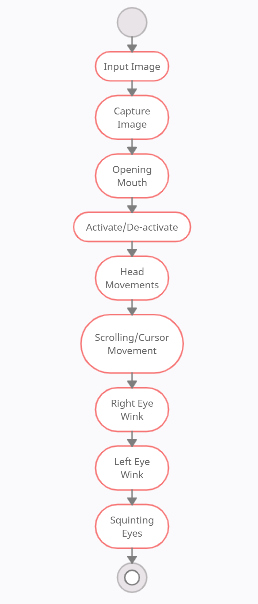 Input Image
Capture
Image
Opening
Mouth
Activate/De-activate
Head
Movements
Scrolling/Cursor
Movement
Right Eye
Wink
Left Eye
Wink
Squinting
Eyes